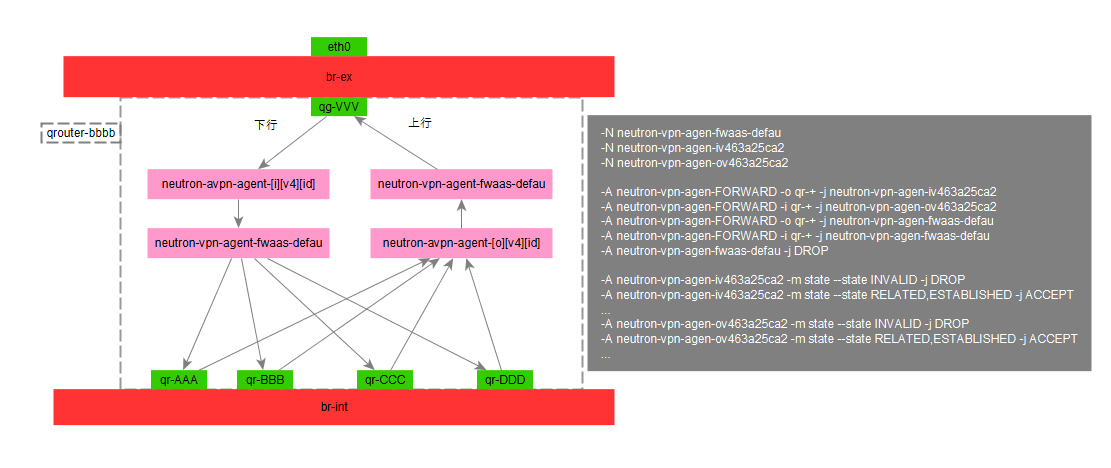 eth0
br-ex
qg-VVV
下行
上行
qrouter-bbbb
neutron-avpn-agent-[i][v4][id]
neutron-vpn-agent-fwaas-defau
neutron-vpn-agent-fwaas-defau
neutron-avpn-agent-[o][v4][id]
qr-AAA
qr-BBB
qr-CCC
qr-DDD
br-int
-N neutron-vpn-agen-fwaas-defau
-N neutron-vpn-agen-iv463a25ca2
-N neutron-vpn-agen-ov463a25ca2
-A neutron-vpn-agen-FORWARD -o qr-+ -j neutron-vpn-agen-iv463a25ca2
-A neutron-vpn-agen-FORWARD -i qr-+ -j neutron-vpn-agen-ov463a25ca2
-A neutron-vpn-agen-FORWARD -o qr-+ -j neutron-vpn-agen-fwaas-defau
-A neutron-vpn-agen-FORWARD -i qr-+ -j neutron-vpn-agen-fwaas-defau
-A neutron-vpn-agen-fwaas-defau -j DROP
-A neutron-vpn-agen-iv463a25ca2 -m state --state INVALID -j DROP
-A neutron-vpn-agen-iv463a25ca2 -m state --state RELATED,ESTABLISHED -j ACCEPT
...
-A neutron-vpn-agen-ov463a25ca2 -m state --state INVALID -j DROP
-A neutron-vpn-agen-ov463a25ca2 -m state --state RELATED,ESTABLISHED -j ACCEPT
...